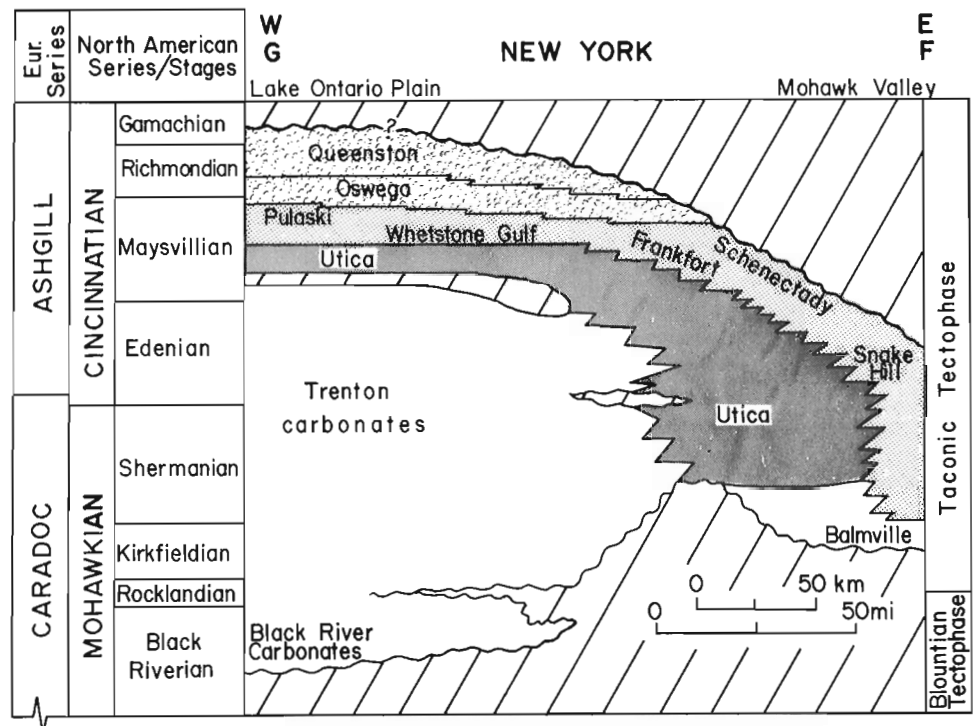 Eur. Series
North American
Series/Stages
W
G
NEW YORK
E
F
Lake Ontario Plain
Mohawk Valley
ASHGILL
CARADOC
CINCINNATIAN
MOHAWKIAN
Gamachian
Richmondian
Maysvillian
Edenian
Shermanian
Kirkfieldian
Rocklandian
Black
Riverian
?
Queenston
Oswego
Pulaski
Whetstone Gulf
Utica
Frankfort
Schenectady
Snake
Hill
Trenton
carbonates
Utica
Balmville
Black River
Carbonates
0 50 km
0 50 mi
Taconic Tectophase
Blountian
Tectophase